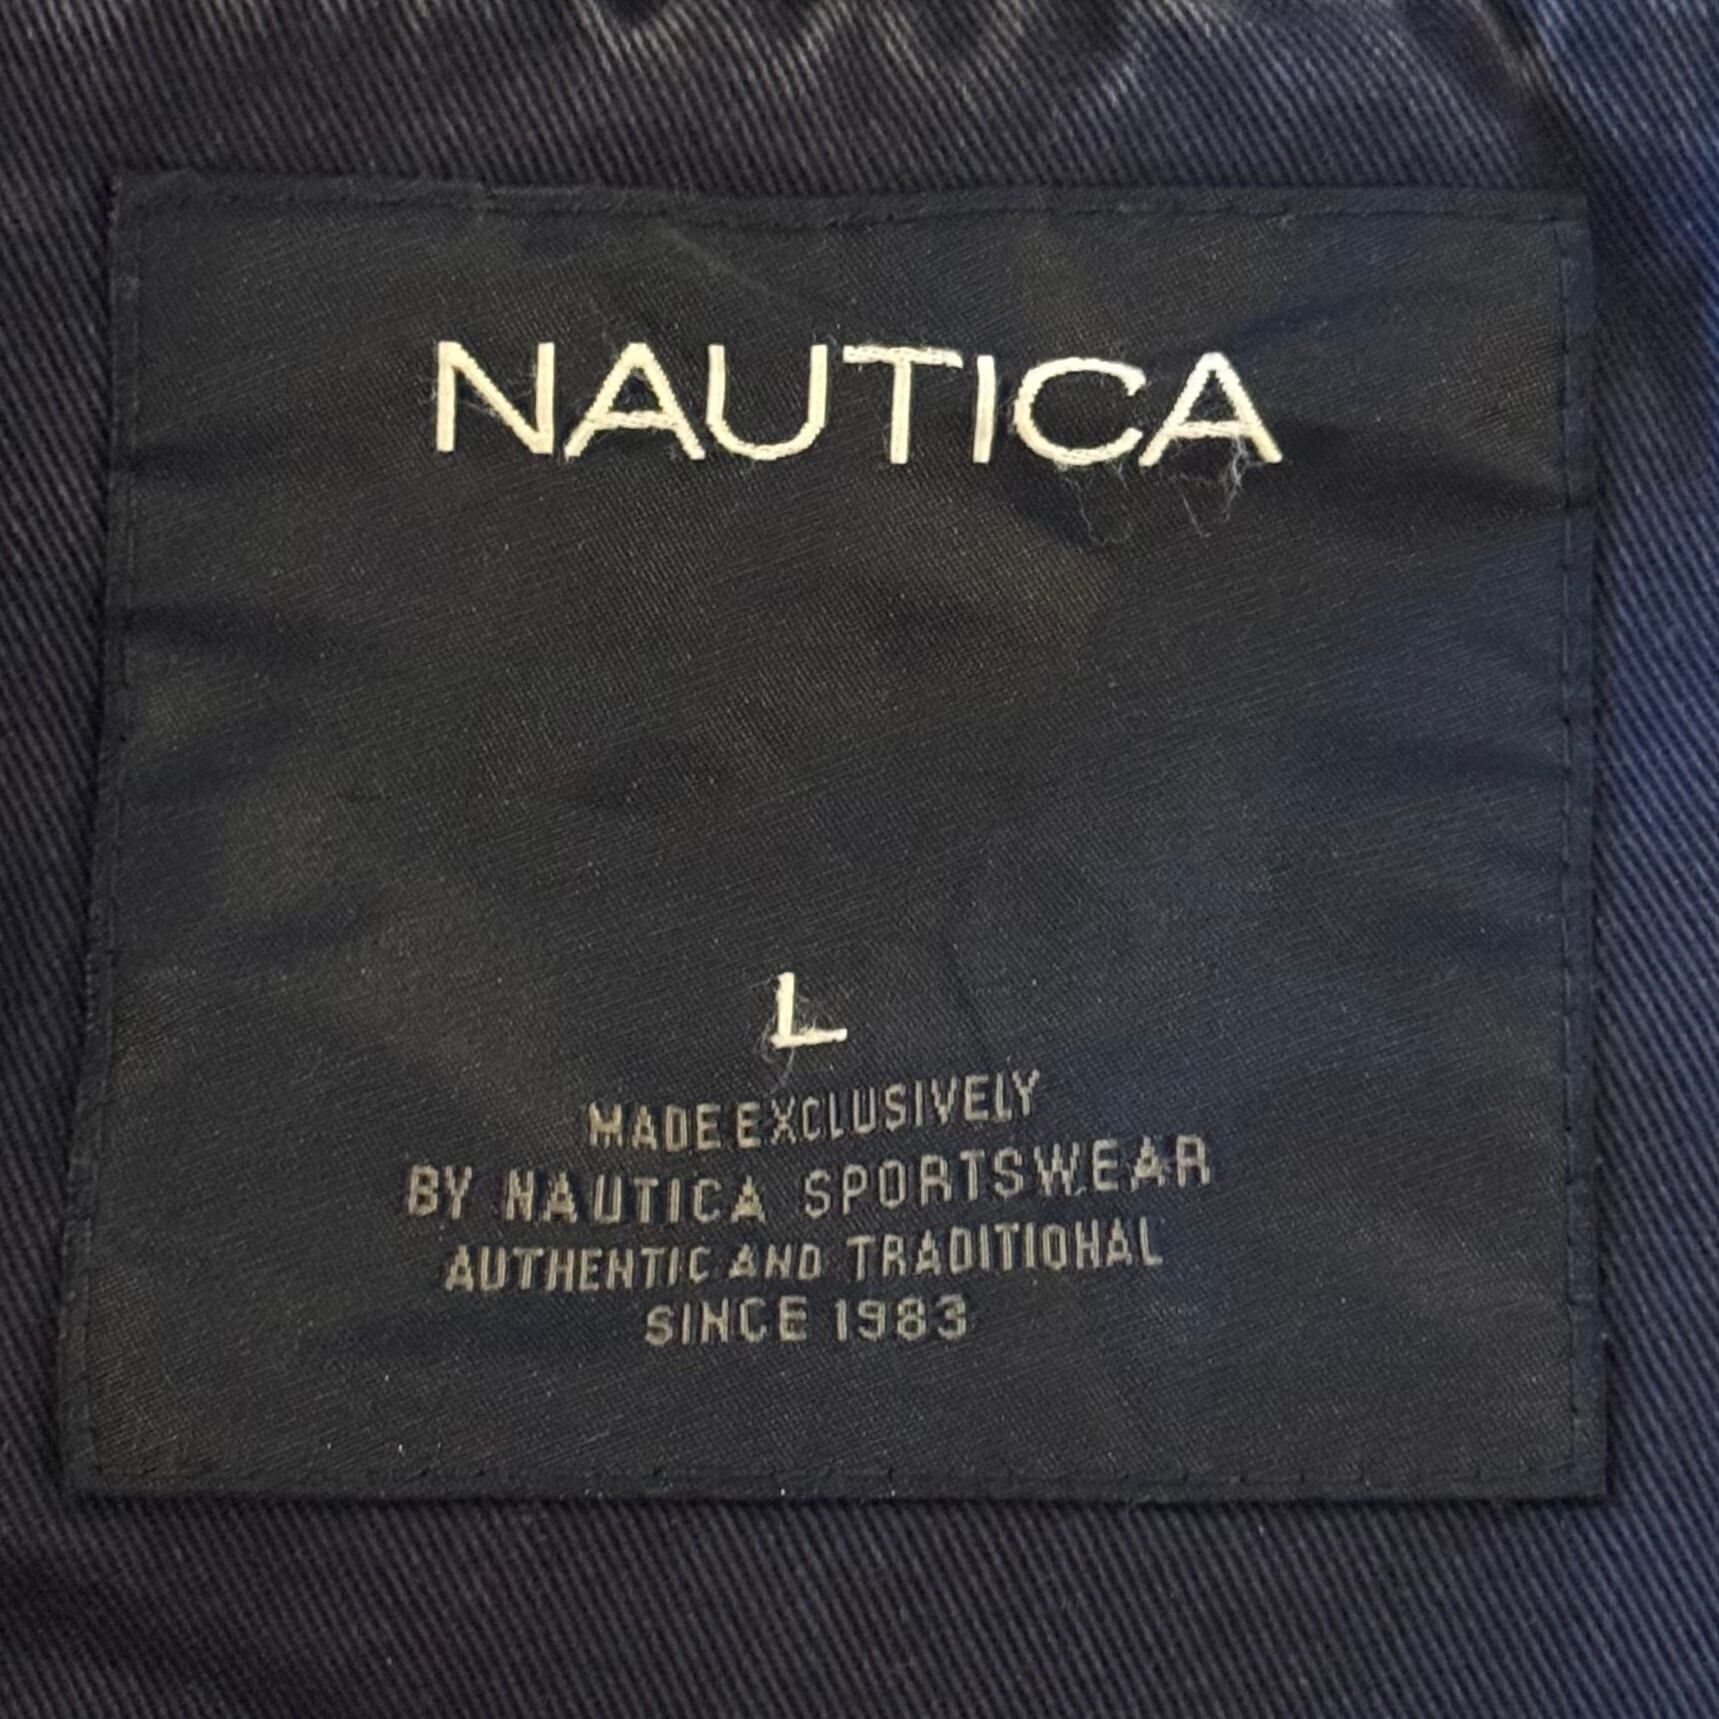 NAUTICA
L
MADE EXCLUSIVELY
BY NAUTICA SPORTSWEAR
AUTHENTIC AND TRADITIONAL
SINCE 1983